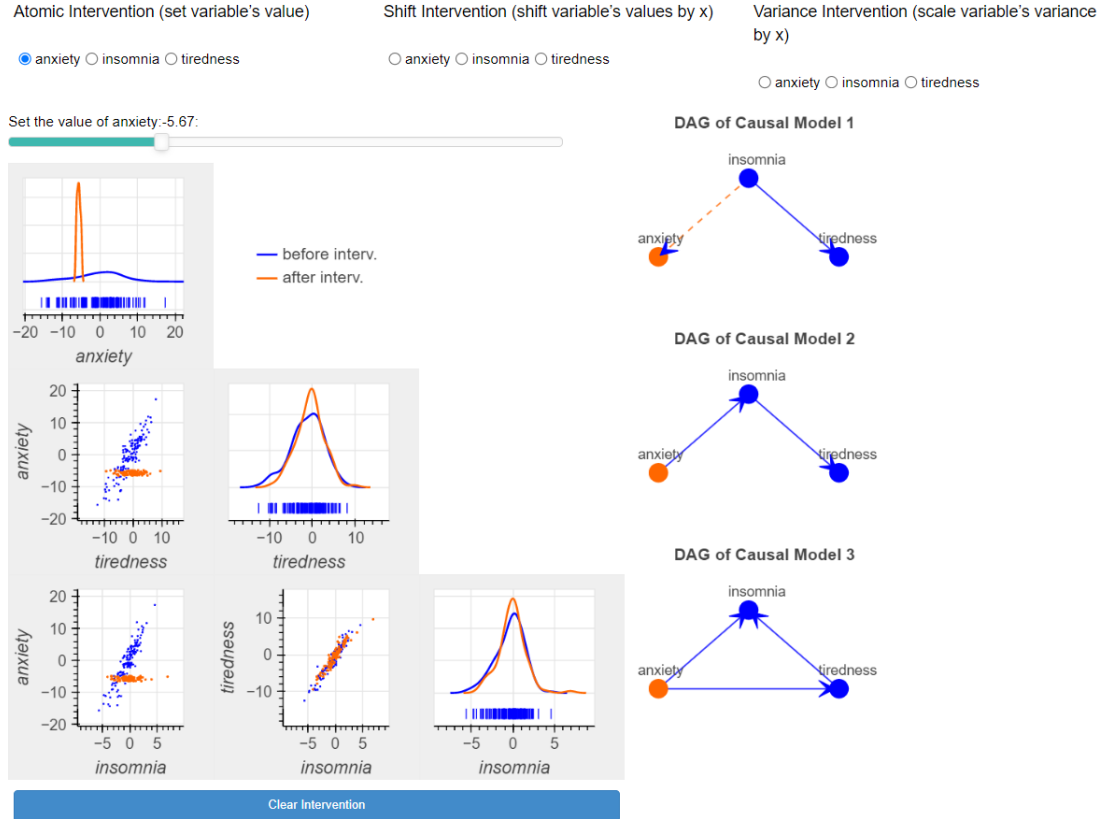 Atomic Intervention (set variable's value)
Shift Intervention (shift variable's values by x)
Variance Intervention (scale variable's variance
by x)
anxiety insomnia tiredness
anxiety insomnia tiredness
anxiety insomnia tiredness
Set the value of anxiety:-5.67:
−20 −10 0 10 20
anxiety
before interv.
after interv.
anxiety
20
10
0
−10
−20
−10 0 10
tiredness
−10 0 10
tiredness
anxiety
20
10
0
−10
−20
−5 0 5
insomnia
tiredness
10
0
−10
−5 0 5
insomnia
−5 0 5
insomnia
Clear Intervention
DAG of Causal Model 1
insomnia
anxiety tiredness
DAG of Causal Model 2
insomnia
anxiety tiredness
DAG of Causal Model 3
insomnia
anxiety tiredness